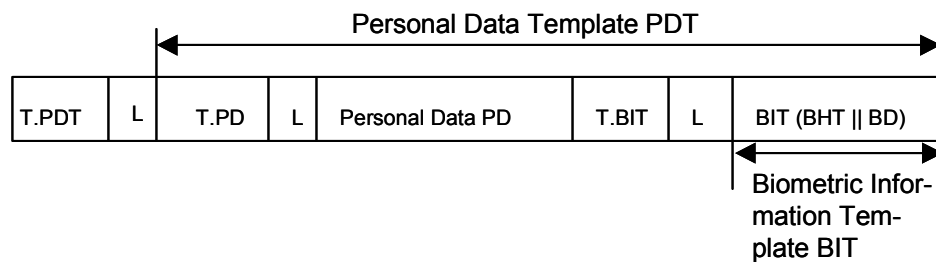 Personal Data Template PDT
T.PDT L T.PD L Personal Data PD T.BIT L BIT (BHT || BD)
Biometric Infor-
mation Tem-
plate BIT